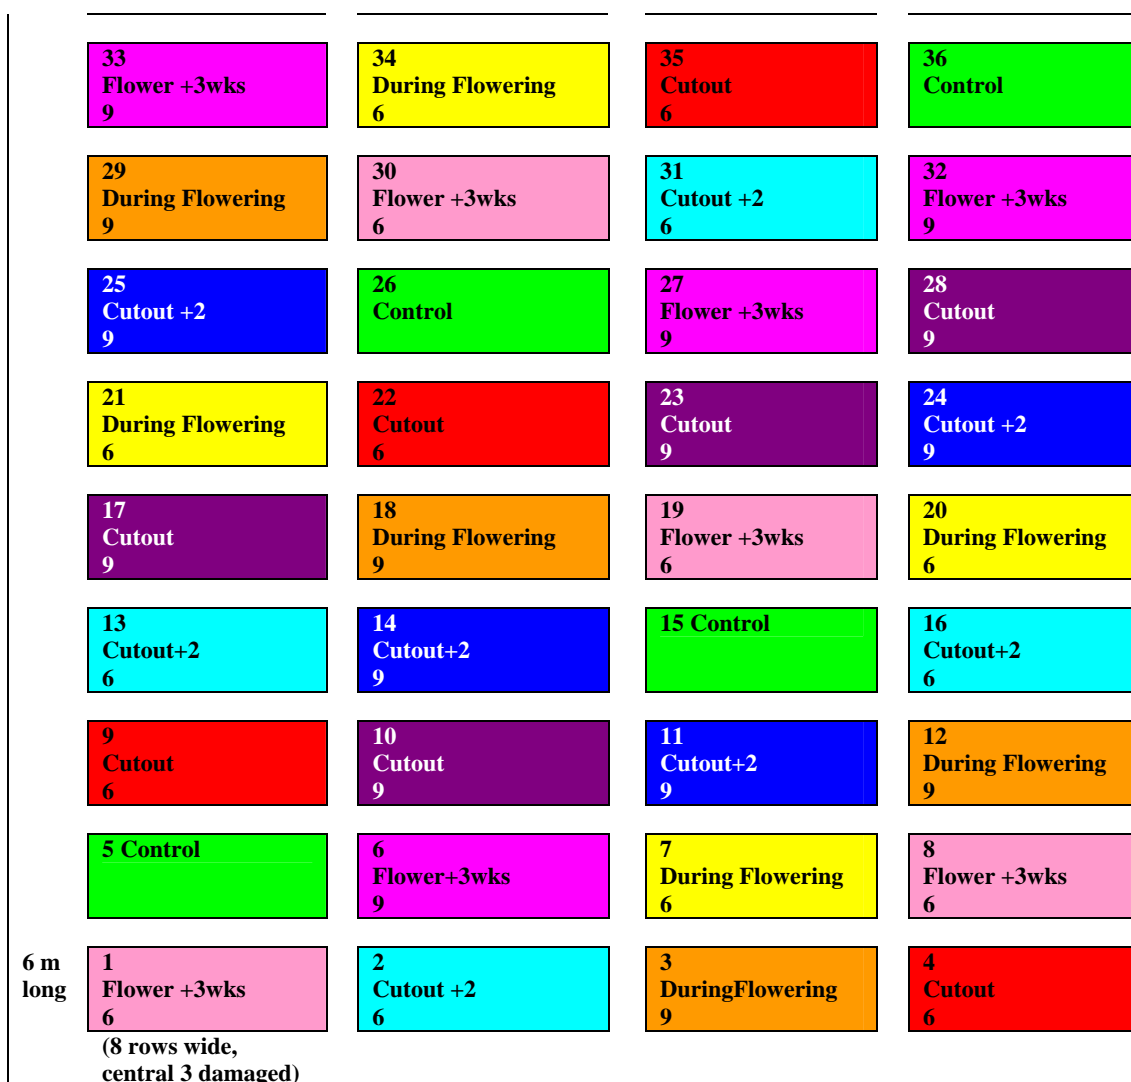 33
Flower +3wks
9
34
During Flowering
6
35
Cutout
6
36
Control
29
During Flowering
9
30
Flower +3wks
6
31
Cutout +2
6
32
Flower +3wks
9
25
Cutout +2
9
26
Control
27
Flower +3wks
9
28
Cutout
9
21
During Flowering
6
22
Cutout
6
23
Cutout
9
24
Cutout +2
9
17
Cutout
9
18
During Flowering
9
19
Flower +3wks
6
20
During Flowering
6
13
Cutout+2
6
14
Cutout+2
9
15 Control
16
Cutout+2
6
9
Cutout
6
10
Cutout
9
11
Cutout+2
9
12
During Flowering
9
5 Control
6
Flower+3wks
9
7
During Flowering
6
8
Flower +3wks
6
6 m
long
1
Flower +3wks
6
2
Cutout +2
6
3
DuringFlowering
9
4
Cutout
6
(8 rows wide,
central 3 damaged)